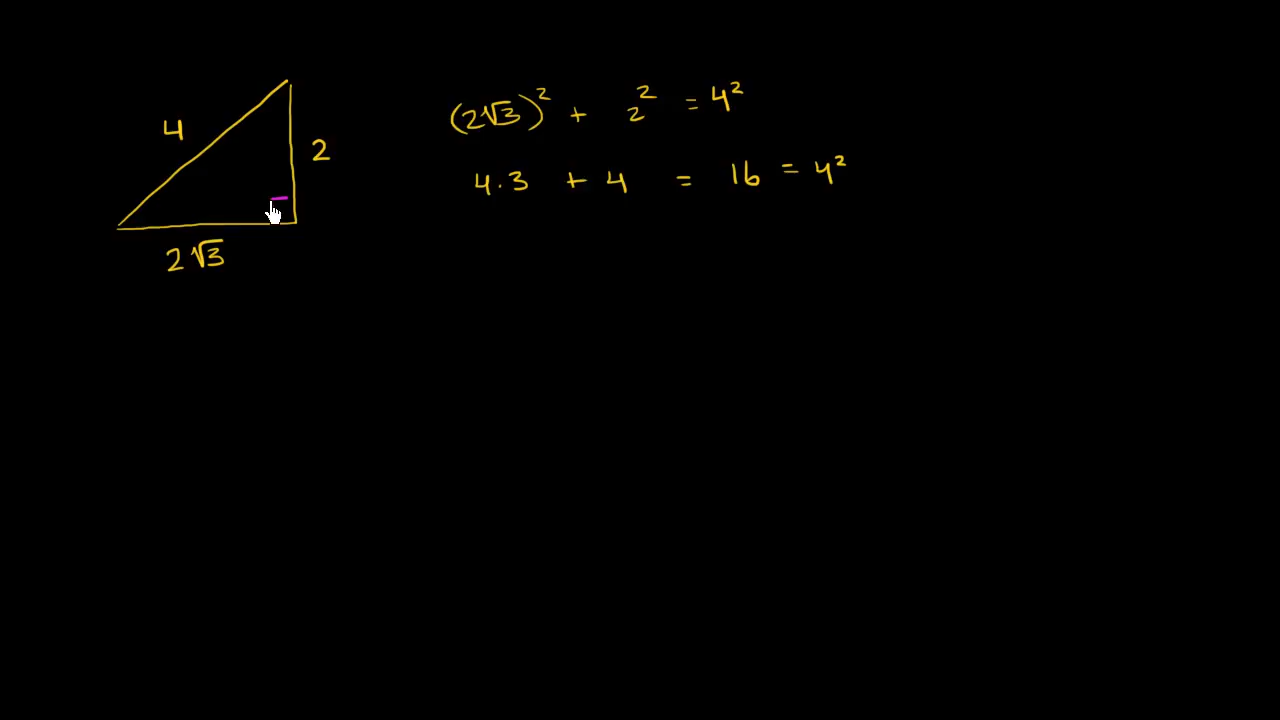 4
2
2√3
(2√3)² + 2² = 4²
4·3 + 4 = 16 = 4²